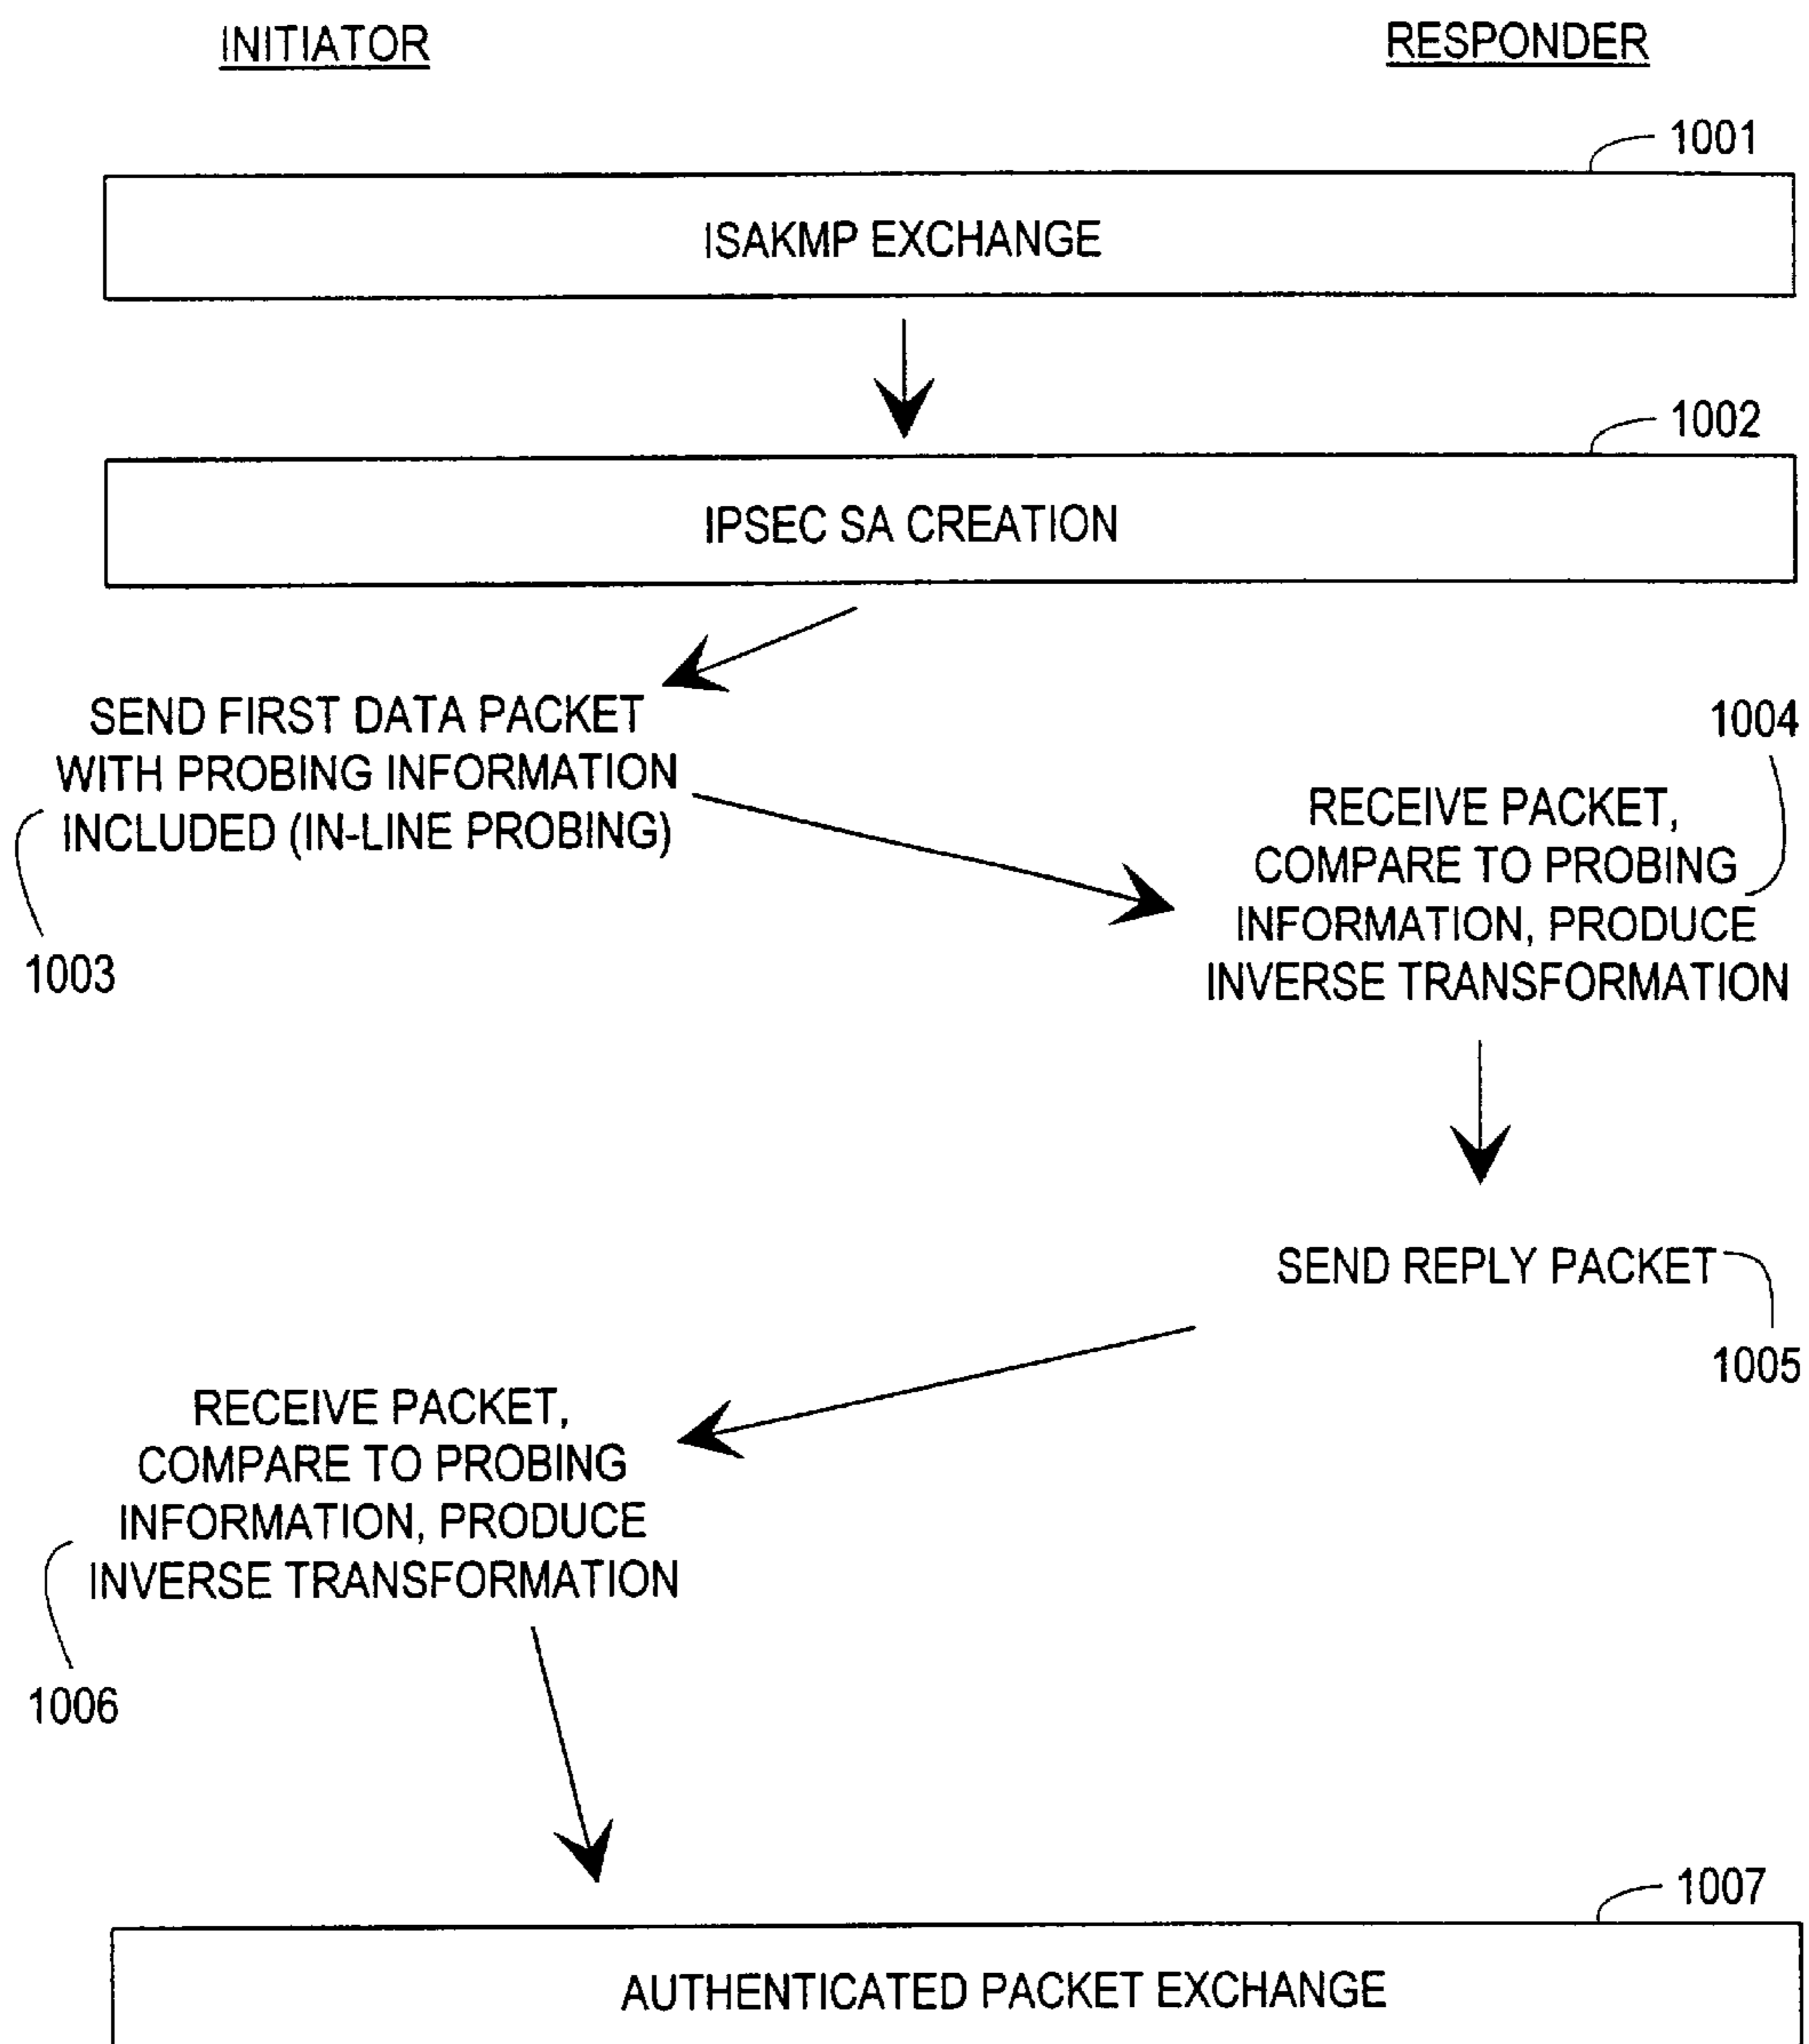 INITIATOR
RESPONDER
1001
ISAKMP EXCHANGE
1002
IPSEC SA CREATION
SEND FIRST DATA PACKET
WITH PROBING INFORMATION
INCLUDED (IN-LINE PROBING)
1003
1004
RECEIVE PACKET,
COMPARE TO PROBING
INFORMATION, PRODUCE
INVERSE TRANSFORMATION
SEND REPLY PACKET
1005
RECEIVE PACKET,
COMPARE TO PROBING
INFORMATION, PRODUCE
INVERSE TRANSFORMATION
1006
1007
AUTHENTICATED PACKET EXCHANGE